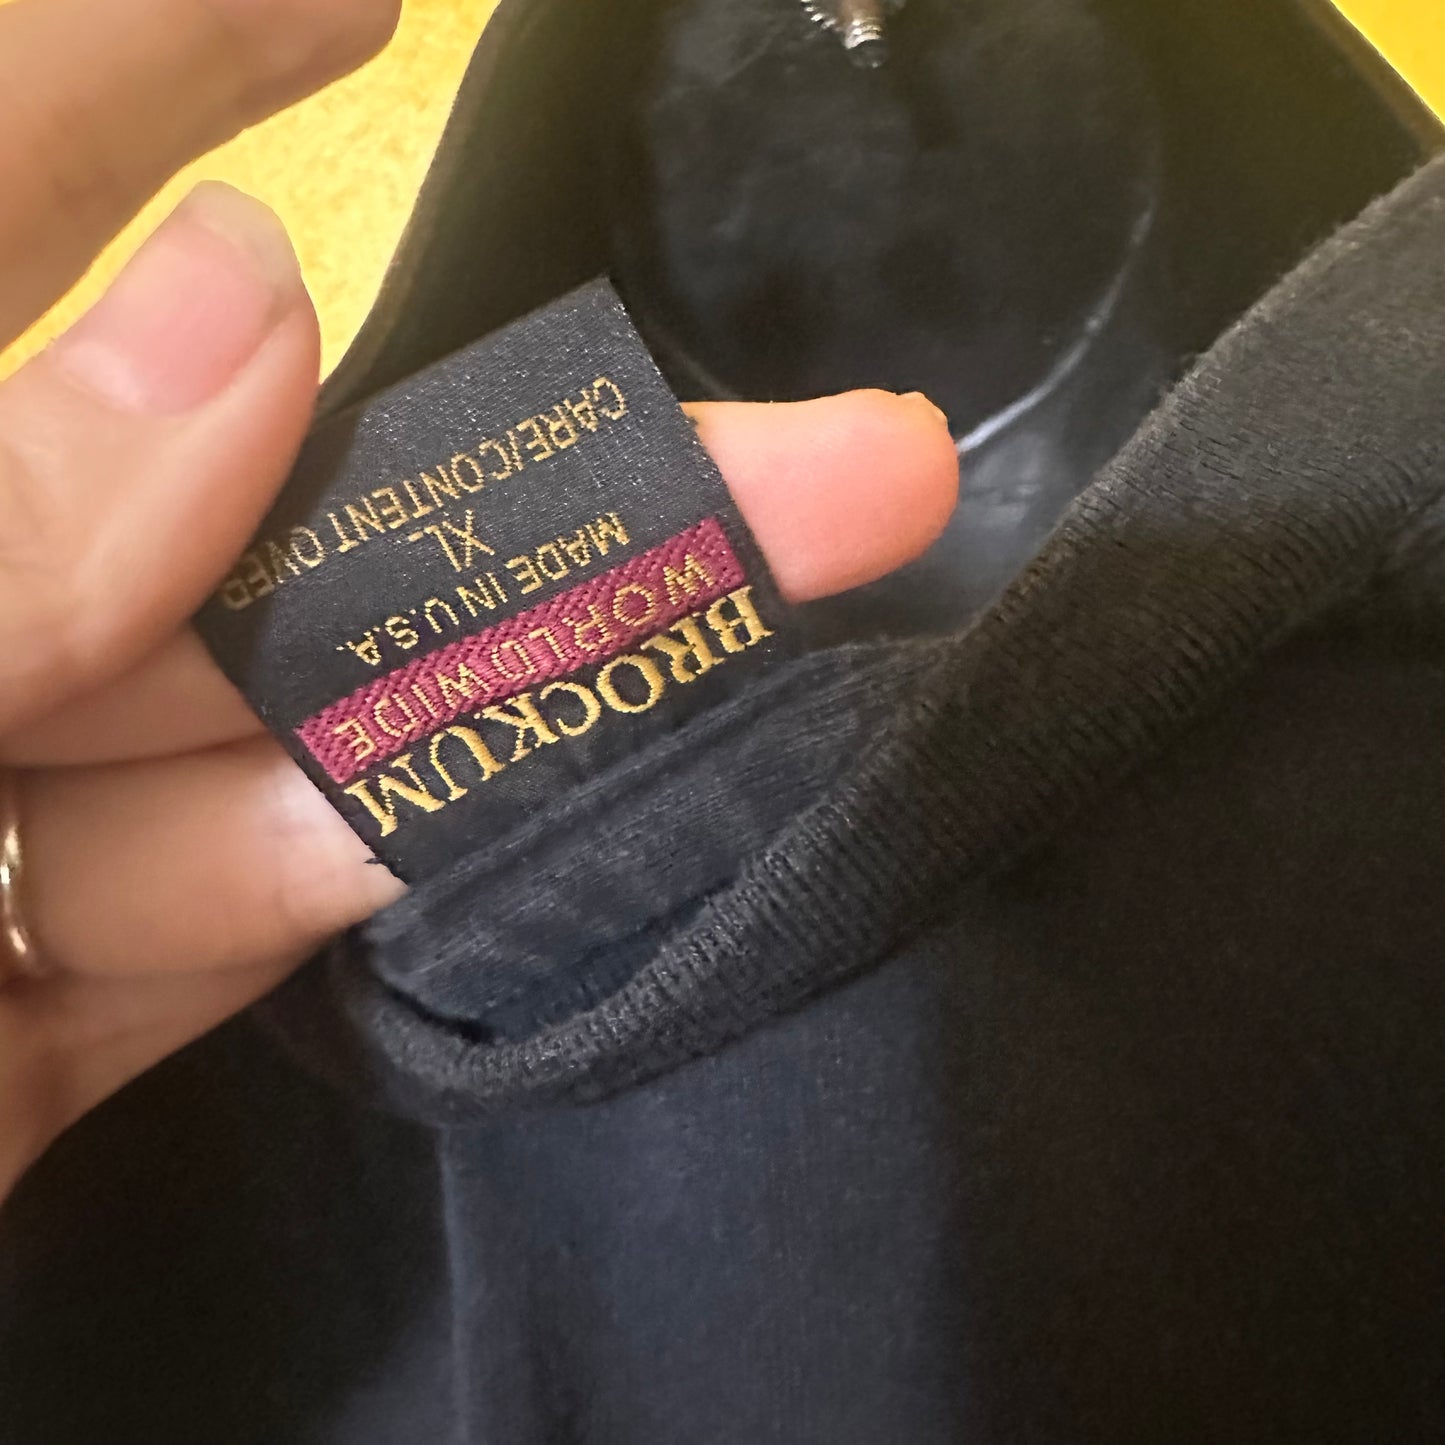 BROCKUM
WORLDWIDE
MADE IN U.S.A.
XL
CARE/CONTENT OVER